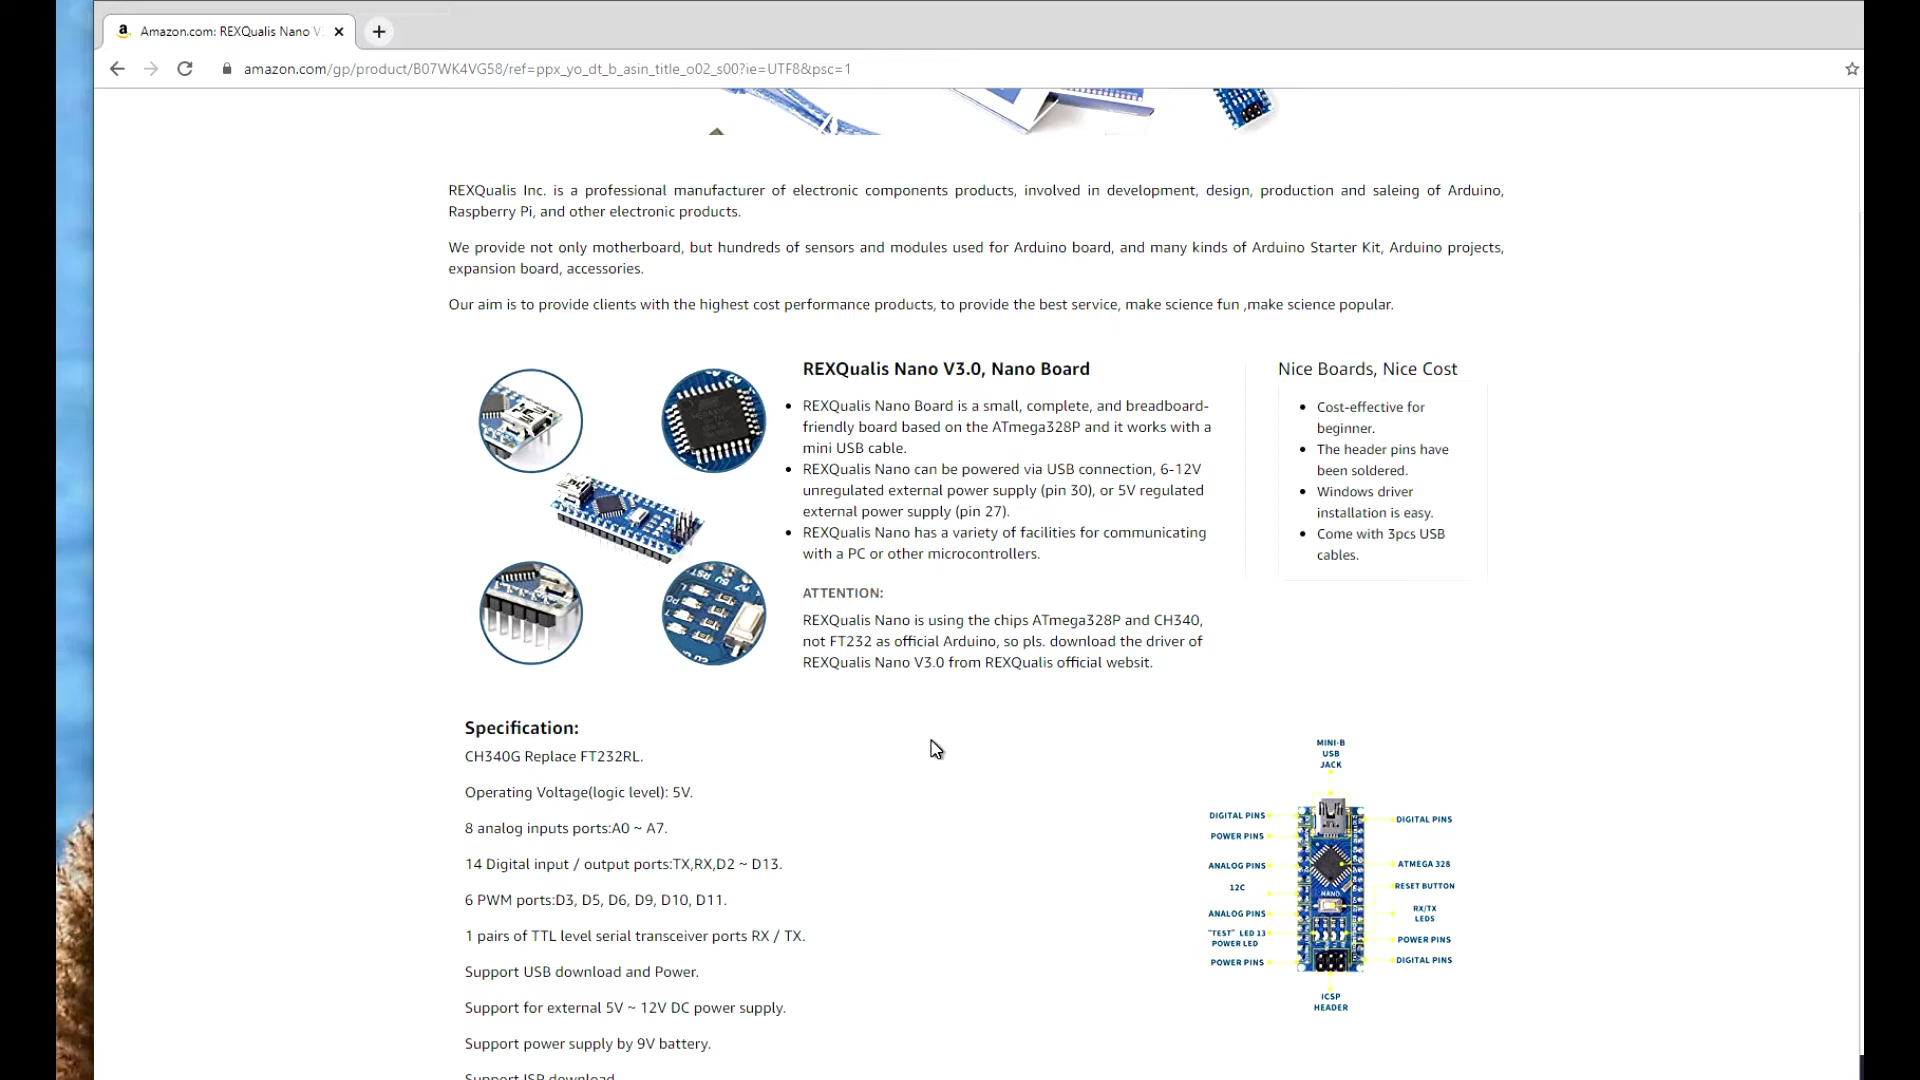 Amazon.com: REXQualis Nano V
amazon.com/gp/product/B07WK4VG58/ref=ppx_yo_dt_b_asin_title_o02_s00?ie=UTF8&psc=1
REXQualis Inc. is a professional manufacturer of electronic components products, involved in development, design, production and saleing of Arduino,
Raspberry Pi, and other electronic products.
We provide not only motherboard, but hundreds of sensors and modules used for Arduino board, and many kinds of Arduino Starter Kit, Arduino projects,
expansion board, accessories.
Our aim is to provide clients with the highest cost performance products, to provide the best service, make science fun ,make science popular.
REXQualis Nano V3.0, Nano Board
REXQualis Nano Board is a small, complete, and breadboard-
friendly board based on the ATmega328P and it works with a
mini USB cable.
REXQualis Nano can be powered via USB connection, 6-12V
unregulated external power supply (pin 30), or 5V regulated
external power supply (pin 27).
REXQualis Nano has a variety of facilities for communicating
with a PC or other microcontrollers.
ATTENTION:
REXQualis Nano is using the chips ATmega328P and CH340,
not FT232 as official Arduino, so pls. download the driver of
REXQualis Nano V3.0 from REXQualis official websit.
Nice Boards, Nice Cost
Cost-effective for
beginner.
The header pins have
been soldered.
Windows driver
installation is easy.
Come with 3pcs USB
cables.
Specification:
CH340G Replace FT232RL.
Operating Voltage(logic level): 5V.
8 analog inputs ports:A0 ~ A7.
14 Digital input / output ports:TX,RX,D2 ~ D13.
6 PWM ports:D3, D5, D6, D9, D10, D11.
1 pairs of TTL level serial transceiver ports RX / TX.
Support USB download and Power.
Support for external 5V ~ 12V DC power supply.
Support power supply by 9V battery.
Support ISP download
MINI-B
USB
JACK
DIGITAL PINS
POWER PINS
ANALOG PINS
12C
ANALOG PINS
"TEST" LED 13
POWER LED
POWER PINS
DIGITAL PINS
ATMEGA 328
RESET BUTTON
RX/TX
LEDS
POWER PINS
DIGITAL PINS
NANO
ICSP
HEADER